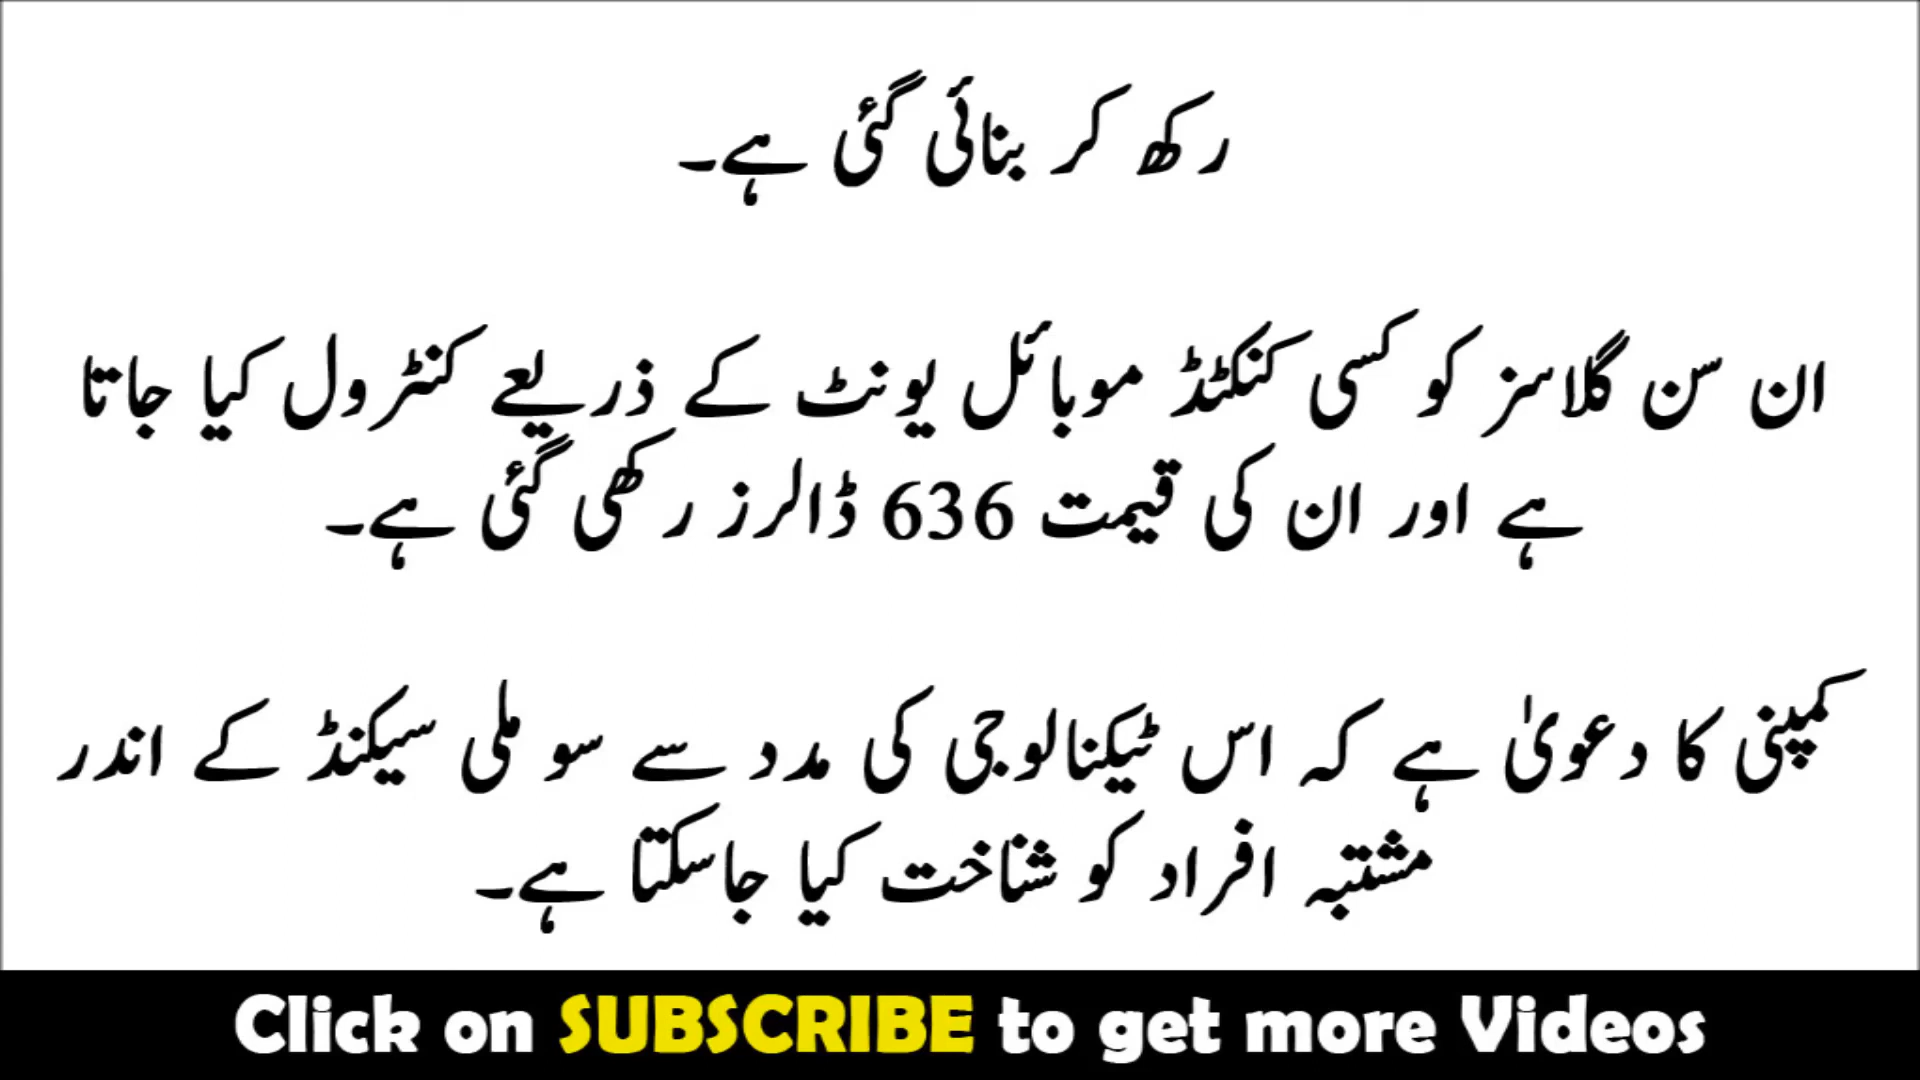 رکھ کر بنائی گئی ہے۔
ان سن گلاسز کو کسی کنکٹڈ موبائل یونٹ کے ذریعے کنٹرول کیا جاتا
ہے اور ان کی قیمت 636 ڈالرز رکھی گئی ہے۔
کمپنی کا دعویٰ ہے کہ اس ٹیکنالوجی کی مدد سے سو ملی سیکنڈ کے اندر
مشتبہ افراد کو شناخت کیا جاسکتا ہے۔
Click on SUBSCRIBE to get more Videos